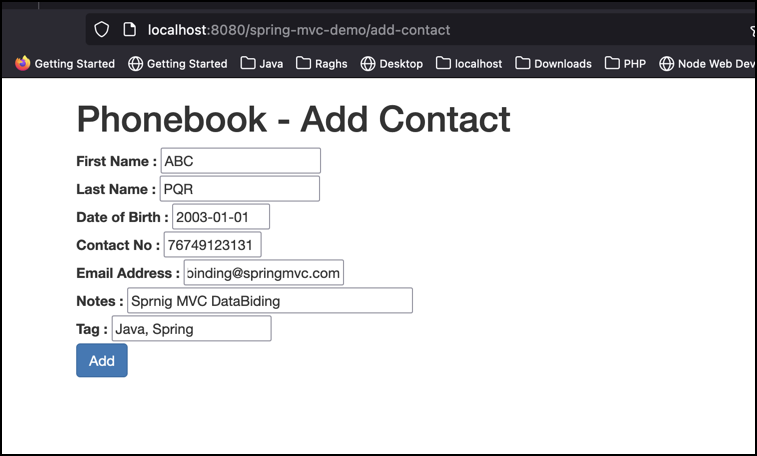 localhost:8080/spring-mvc-demo/add-contact
Getting Started Getting Started Java Raghs Desktop localhost Downloads PHP Node Web Dev
Phonebook - Add Contact
First Name : ABC
Last Name : PQR
Date of Birth : 2003-01-01
Contact No : 76749123131
Email Address : binding@springmvc.com
Notes : Sprnig MVC DataBiding
Tag : Java, Spring
Add